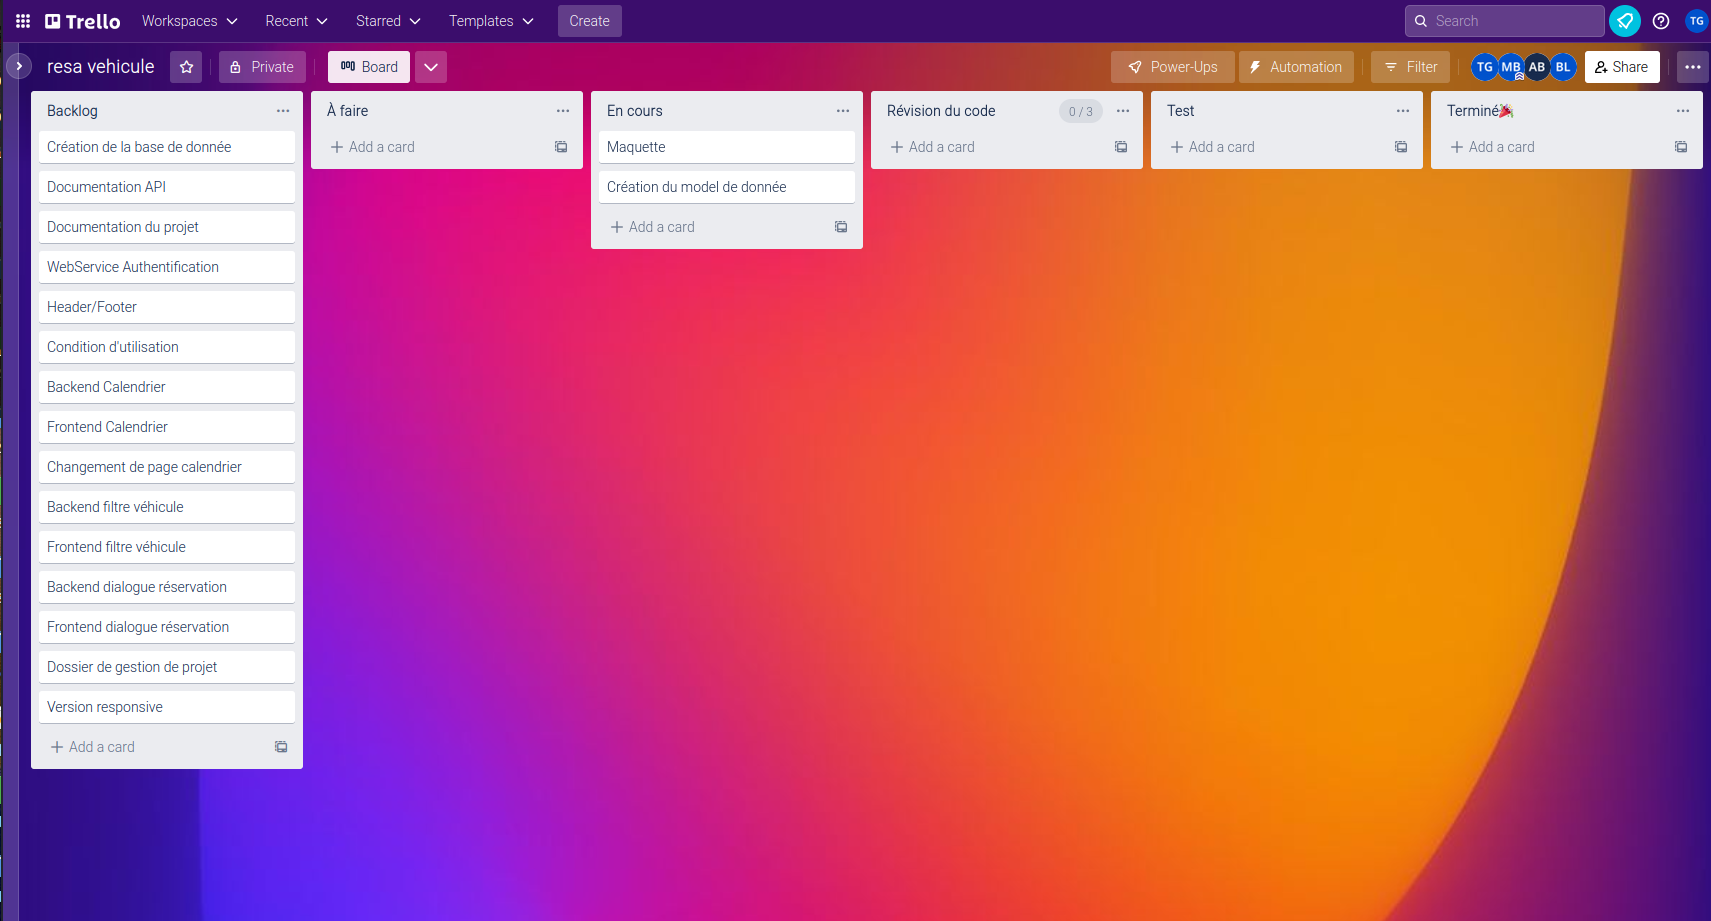 Trello Workspaces Recent Starred Templates Create Search TG
resa vehicule Private Board Power-Ups Automation Filter TG MB AB BL Share
Backlog
Création de la base de donnée
Documentation API
Documentation du projet
WebService Authentification
Header/Footer
Condition d'utilisation
Backend Calendrier
Frontend Calendrier
Changement de page calendrier
Backend filtre véhicule
Frontend filtre véhicule
Backend dialogue réservation
Frontend dialogue réservation
Dossier de gestion de projet
Version responsive
+ Add a card
À faire
+ Add a card
En cours
Maquette
Création du model de donnée
+ Add a card
Révision du code 0 / 3
+ Add a card
Test
+ Add a card
Terminé🎉
+ Add a card